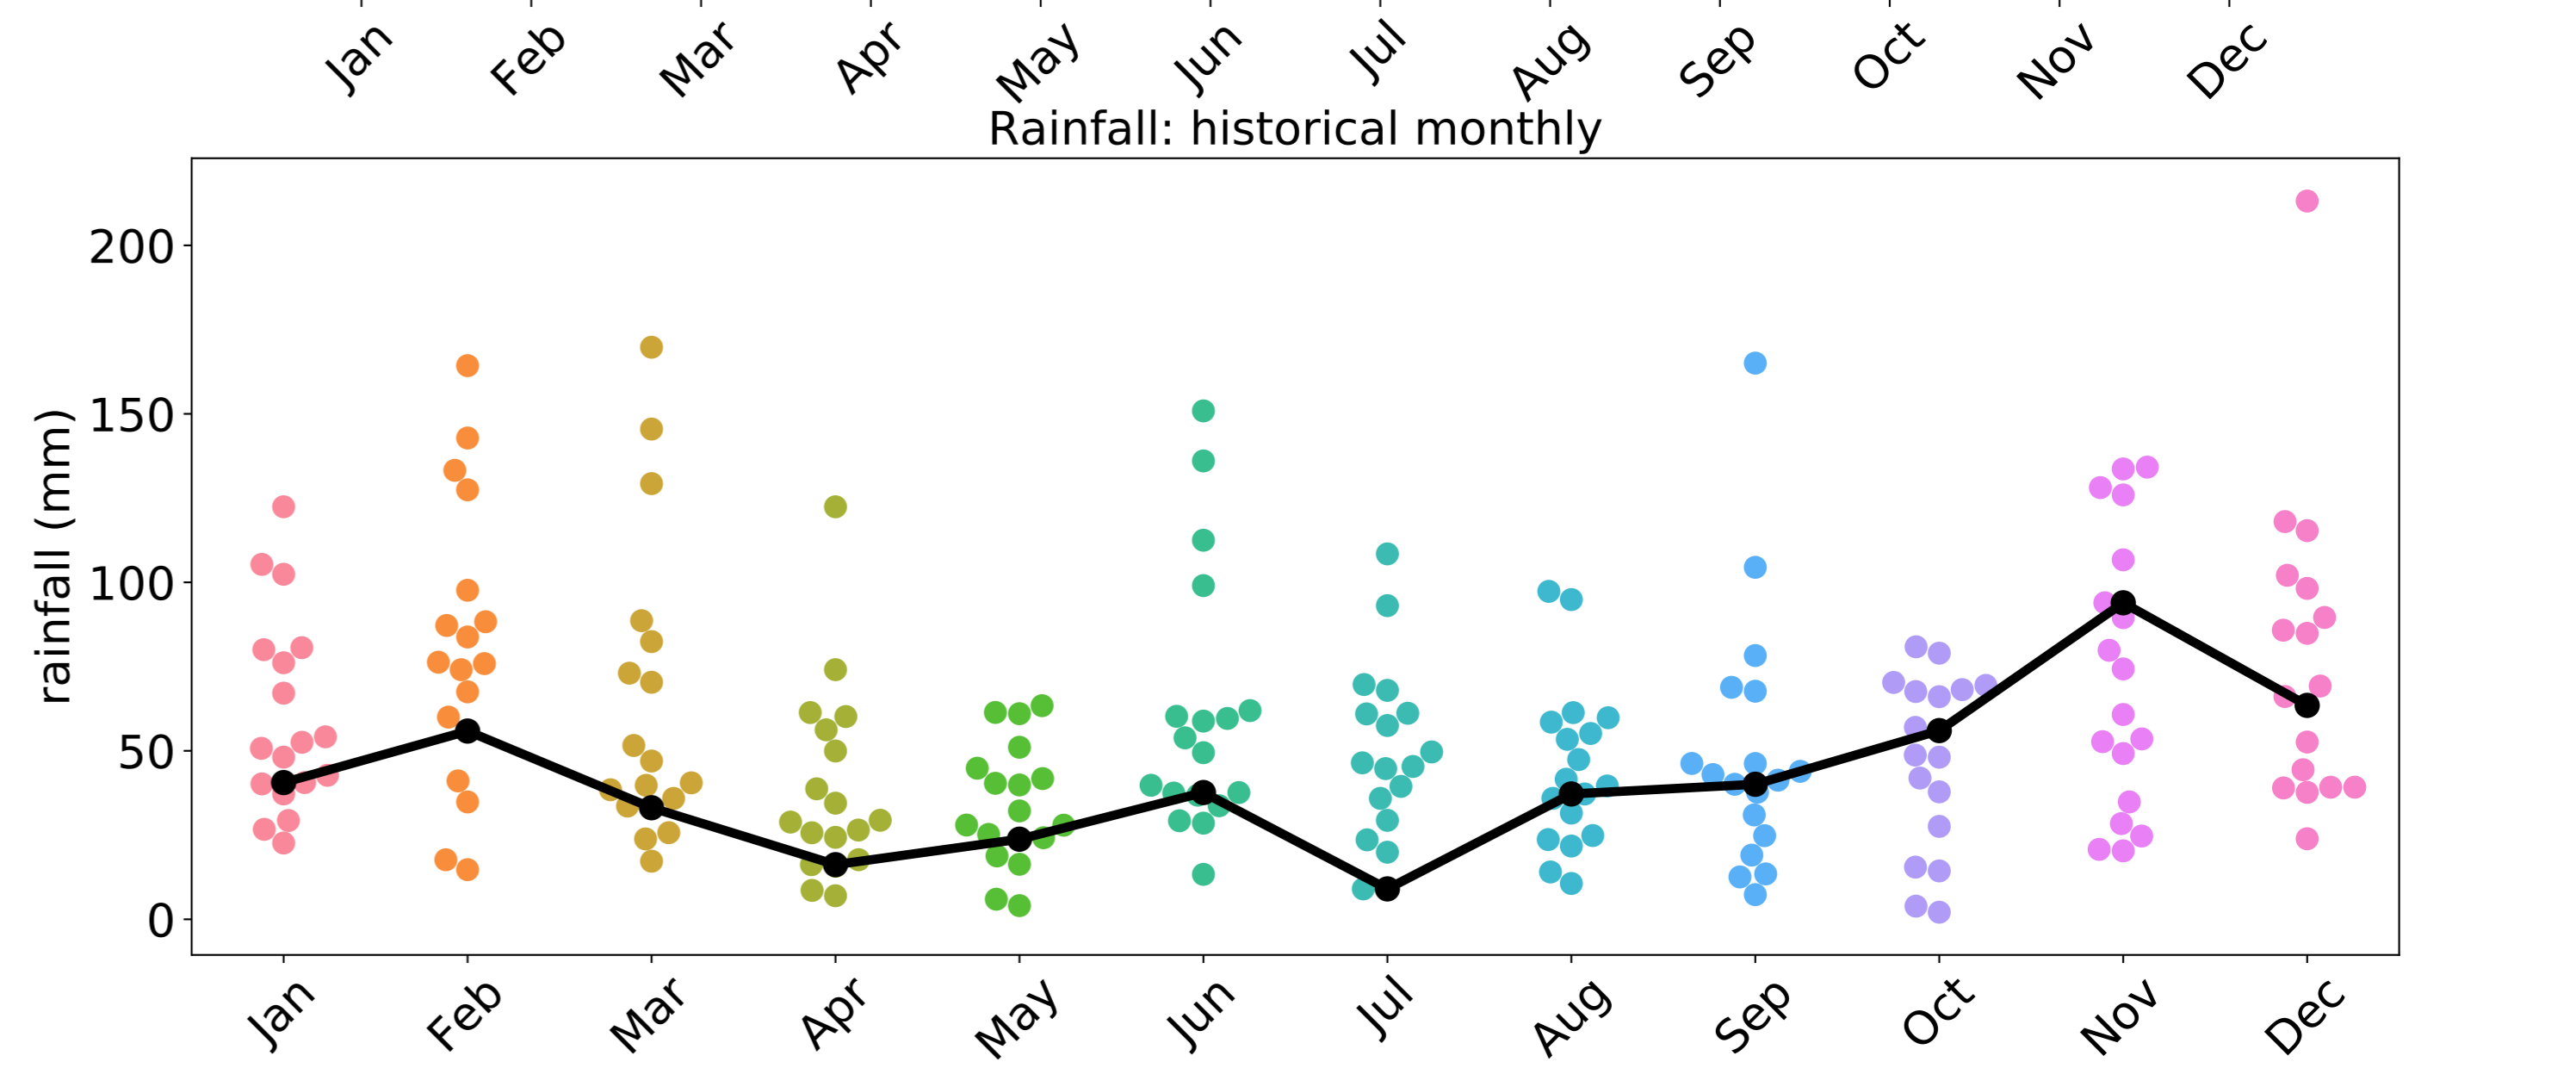 Jan Feb Mar Apr May Jun Jul Aug Sep Oct Nov Dec
Rainfall: historical monthly
200
150
100
50
0
rainfall (mm)
Jan Feb Mar Apr May Jun Jul Aug Sep Oct Nov Dec